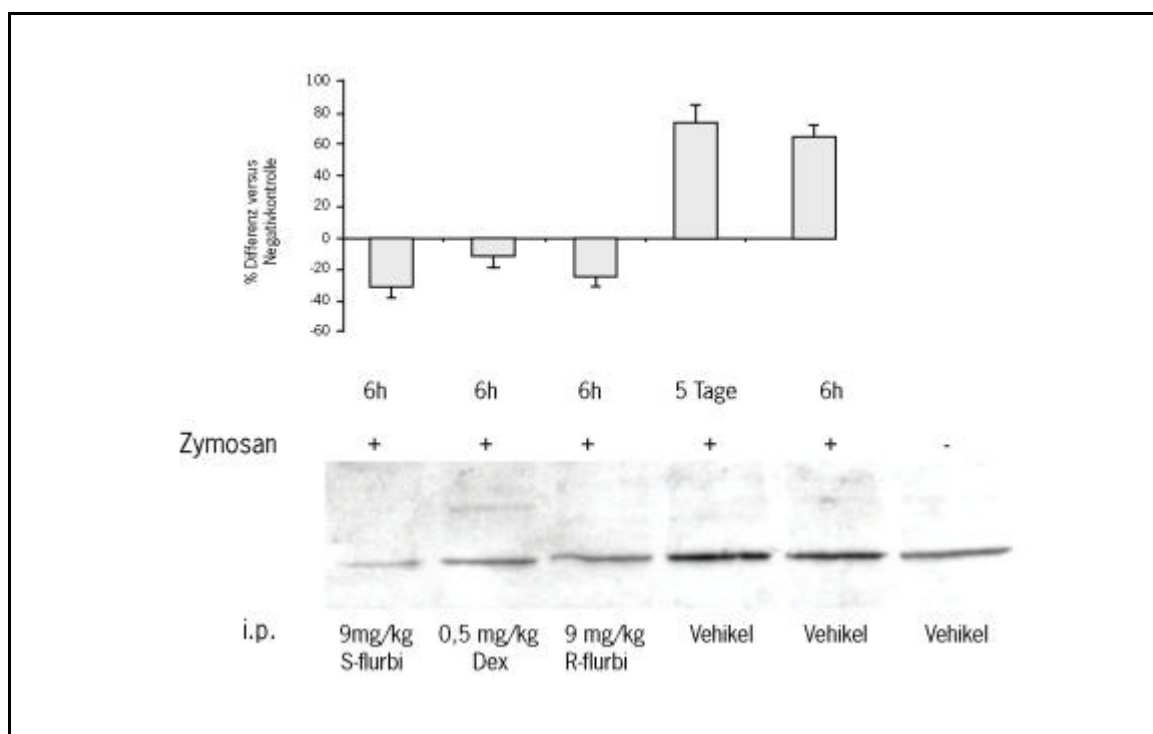 % Differenz versus
Negativkontrolle
100
80
60
40
20
0
-20
-40
-60
6h 6h 6h 5 Tage 6h
Zymosan + + + + + -
i.p. 9mg/kg 0,5 mg/kg 9 mg/kg Vehikel Vehikel Vehikel
S-flurbi Dex R-flurbi